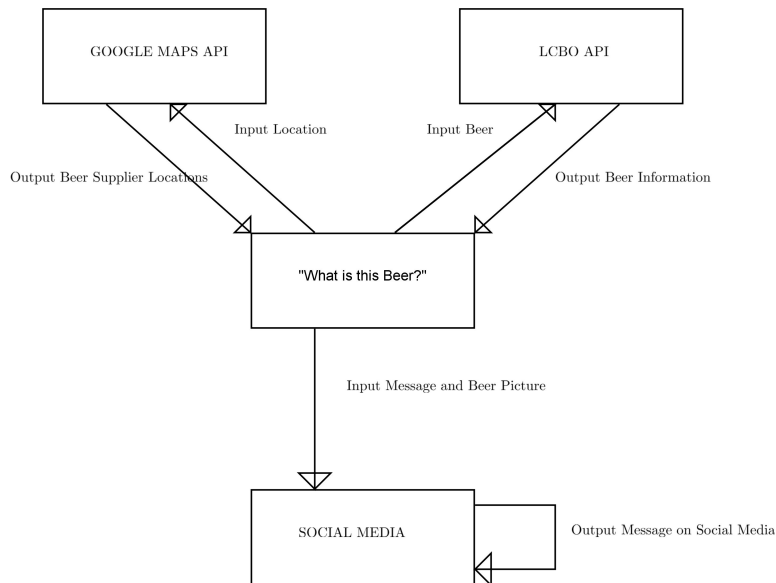 GOOGLE MAPS API
LCBO API
Input Location
Input Beer
Output Beer Supplier Locations
Output Beer Information
"What is this Beer?"
Input Message and Beer Picture
SOCIAL MEDIA
Output Message on Social Media